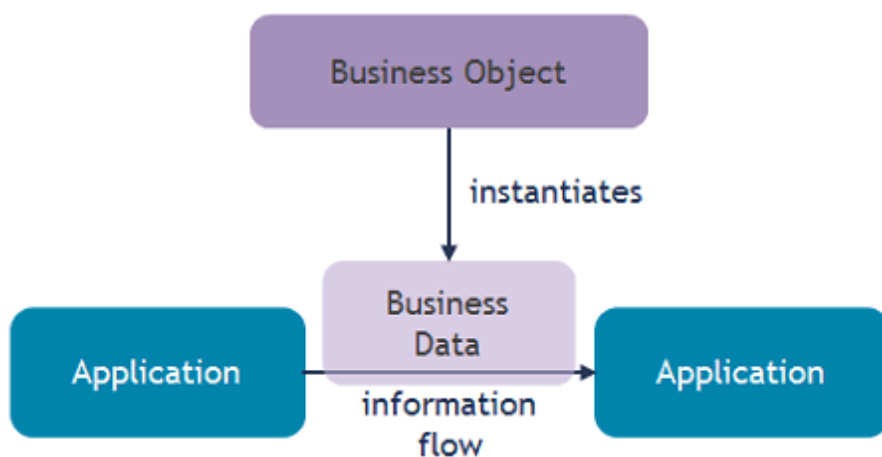 Business Object
instantiates
Business
Data
Application
Application
information
flow